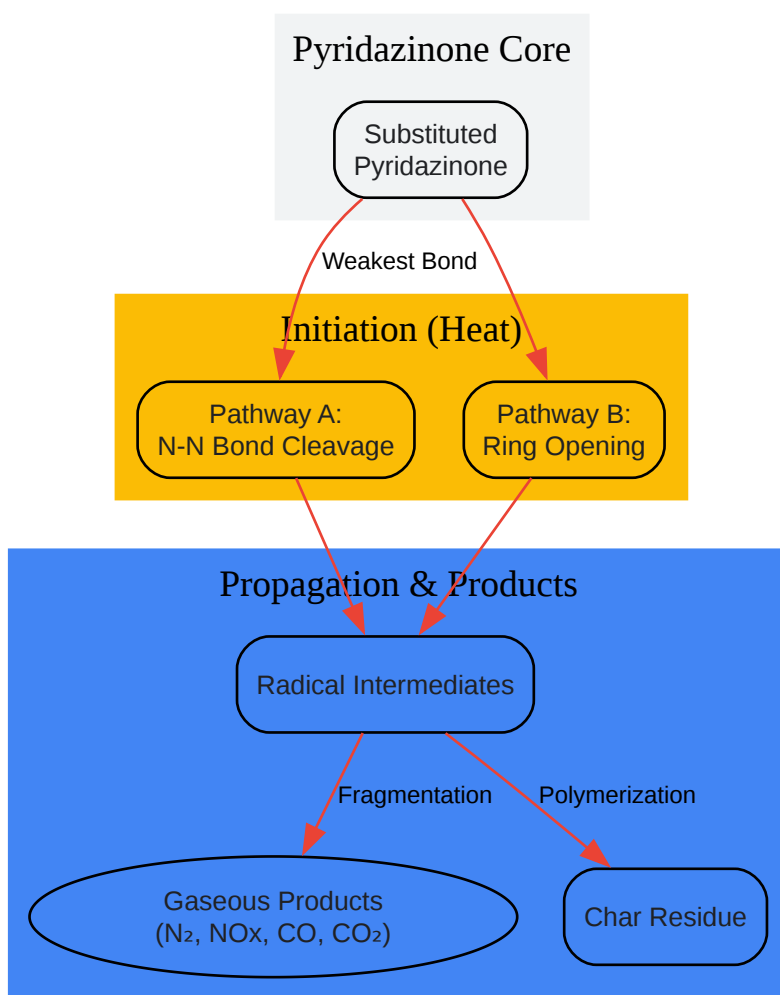 Pyridazinone Core
Substituted
Pyridazinone
Weakest Bond
Initiation (Heat)
Pathway A:
N-N Bond Cleavage
Pathway B:
Ring Opening
Propagation & Products
Radical Intermediates
Fragmentation
Polymerization
Gaseous Products
(N₂, NOx, CO, CO₂)
Char Residue